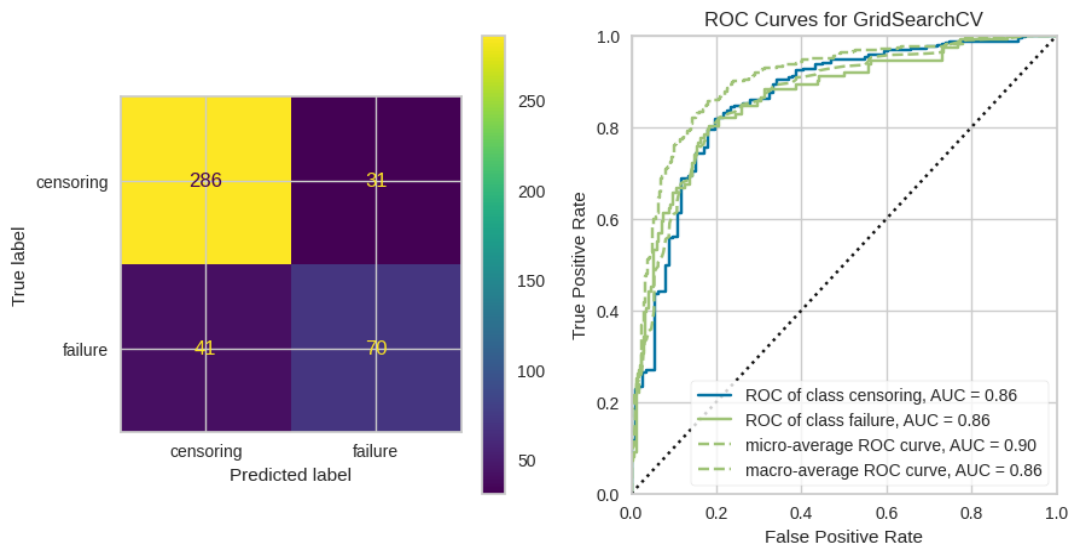 True label
censoring
failure
286
31
41
70
censoring
failure
Predicted label
250
200
150
100
50
ROC Curves for GridSearchCV
True Positive Rate
1.0
0.8
0.6
0.4
0.2
0.0
ROC of class censoring, AUC = 0.86
ROC of class failure, AUC = 0.86
micro-average ROC curve, AUC = 0.90
macro-average ROC curve, AUC = 0.86
0.0
0.2
0.4
0.6
0.8
1.0
False Positive Rate